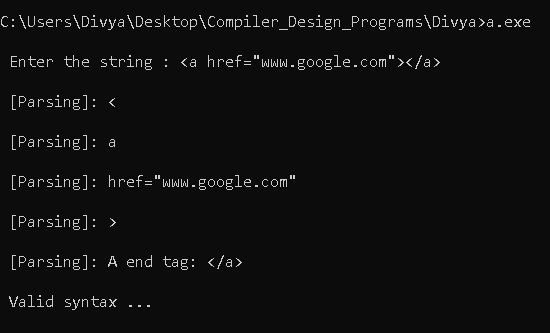 C:\Users\Divya\Desktop\Compiler_Design_Programs\Divya>a.exe
Enter the string : <a href="www.google.com"></a>
[Parsing]: <
[Parsing]: a
[Parsing]: href="www.google.com"
[Parsing]: >
[Parsing]: A end tag: </a>
Valid syntax ...